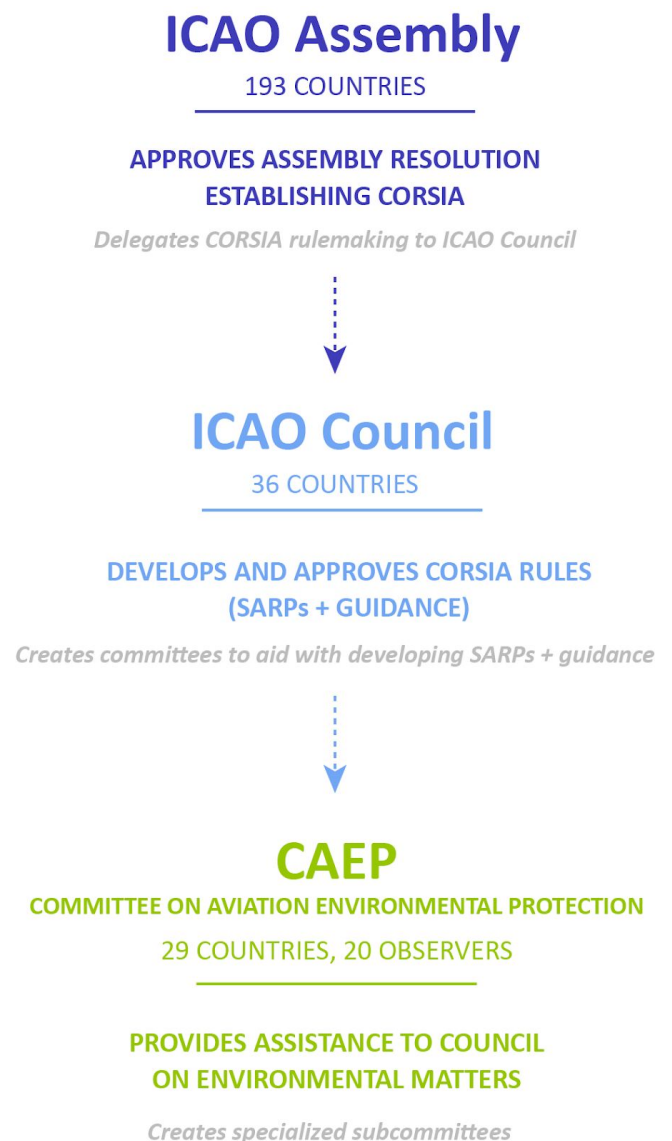 ICAO Assembly
193 COUNTRIES
APPROVES ASSEMBLY RESOLUTION
ESTABLISHING CORSIA
Delegates CORSIA rulemaking to ICAO Council
ICAO Council
36 COUNTRIES
DEVELOPS AND APPROVES CORSIA RULES
(SARPs + GUIDANCE)
Creates committees to aid with developing SARPs + guidance
CAEP
COMMITTEE ON AVIATION ENVIRONMENTAL PROTECTION
29 COUNTRIES, 20 OBSERVERS
PROVIDES ASSISTANCE TO COUNCIL
ON ENVIRONMENTAL MATTERS
Creates specialized subcommittees